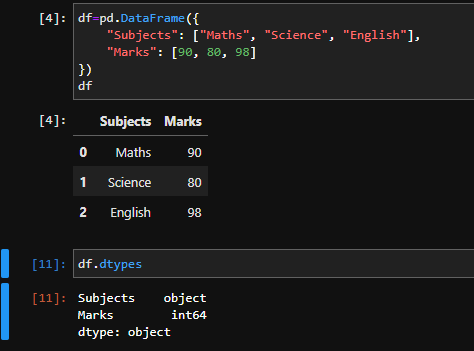 [4]: df=pd.DataFrame({
"Subjects": ["Maths", "Science", "English"],
"Marks": [90, 80, 98]
})
df
[4]: Subjects Marks
0 Maths 90
1 Science 80
2 English 98
[11]: df.dtypes
[11]: Subjects object
Marks int64
dtype: object